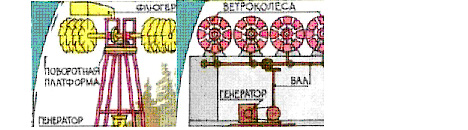 ФЛЮГЕР
ПОВОРОТНАЯ
ПЛАТФОРМА
ГЕНЕРАТОР
ВЕТРОКОЛЕСА
ГЕНЕРАТОР
ВАЛ